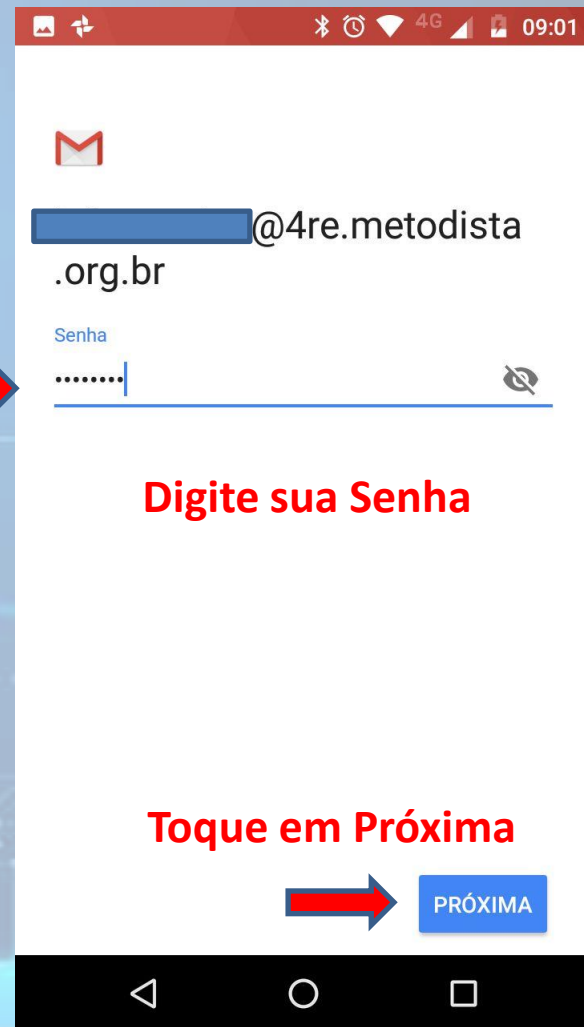 4G 09:01
@4re.metodista
.org.br
Senha
••••••••
Digite sua Senha
Toque em Próxima
PRÓXIMA